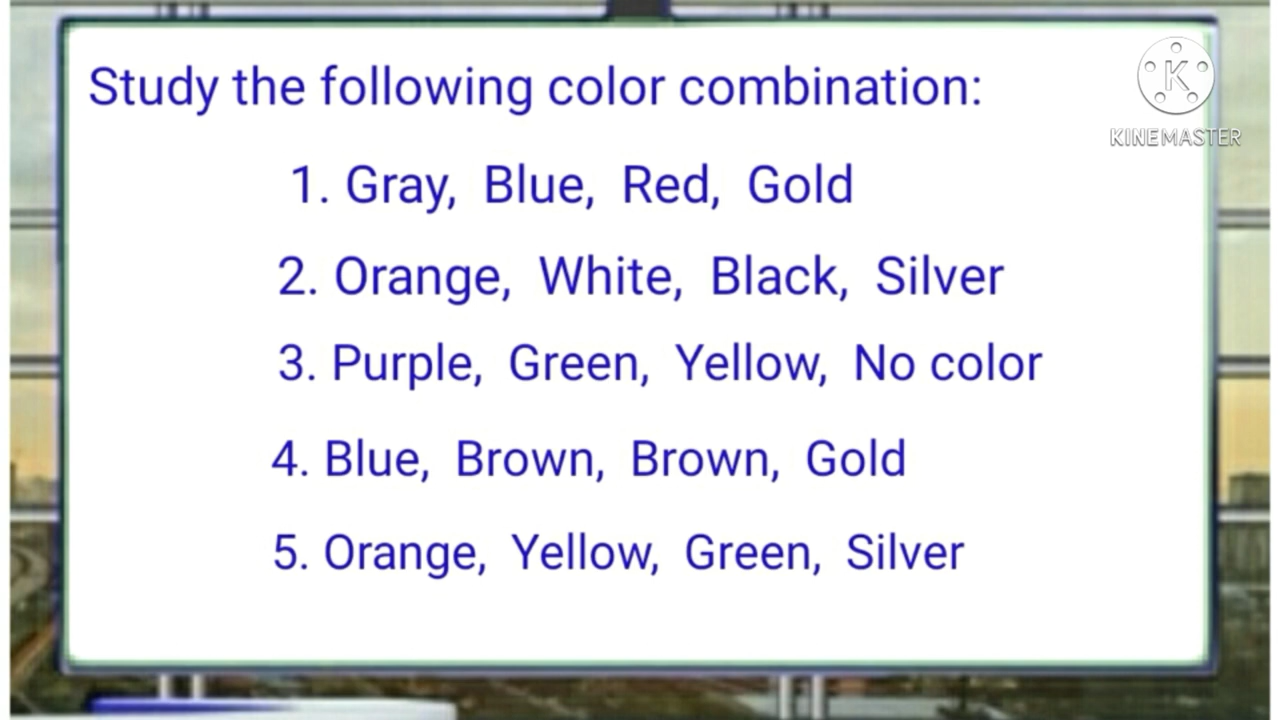 Study the following color combination:
KINEMASTER
1. Gray, Blue, Red, Gold
2. Orange, White, Black, Silver
3. Purple, Green, Yellow, No color
4. Blue, Brown, Brown, Gold
5. Orange, Yellow, Green, Silver